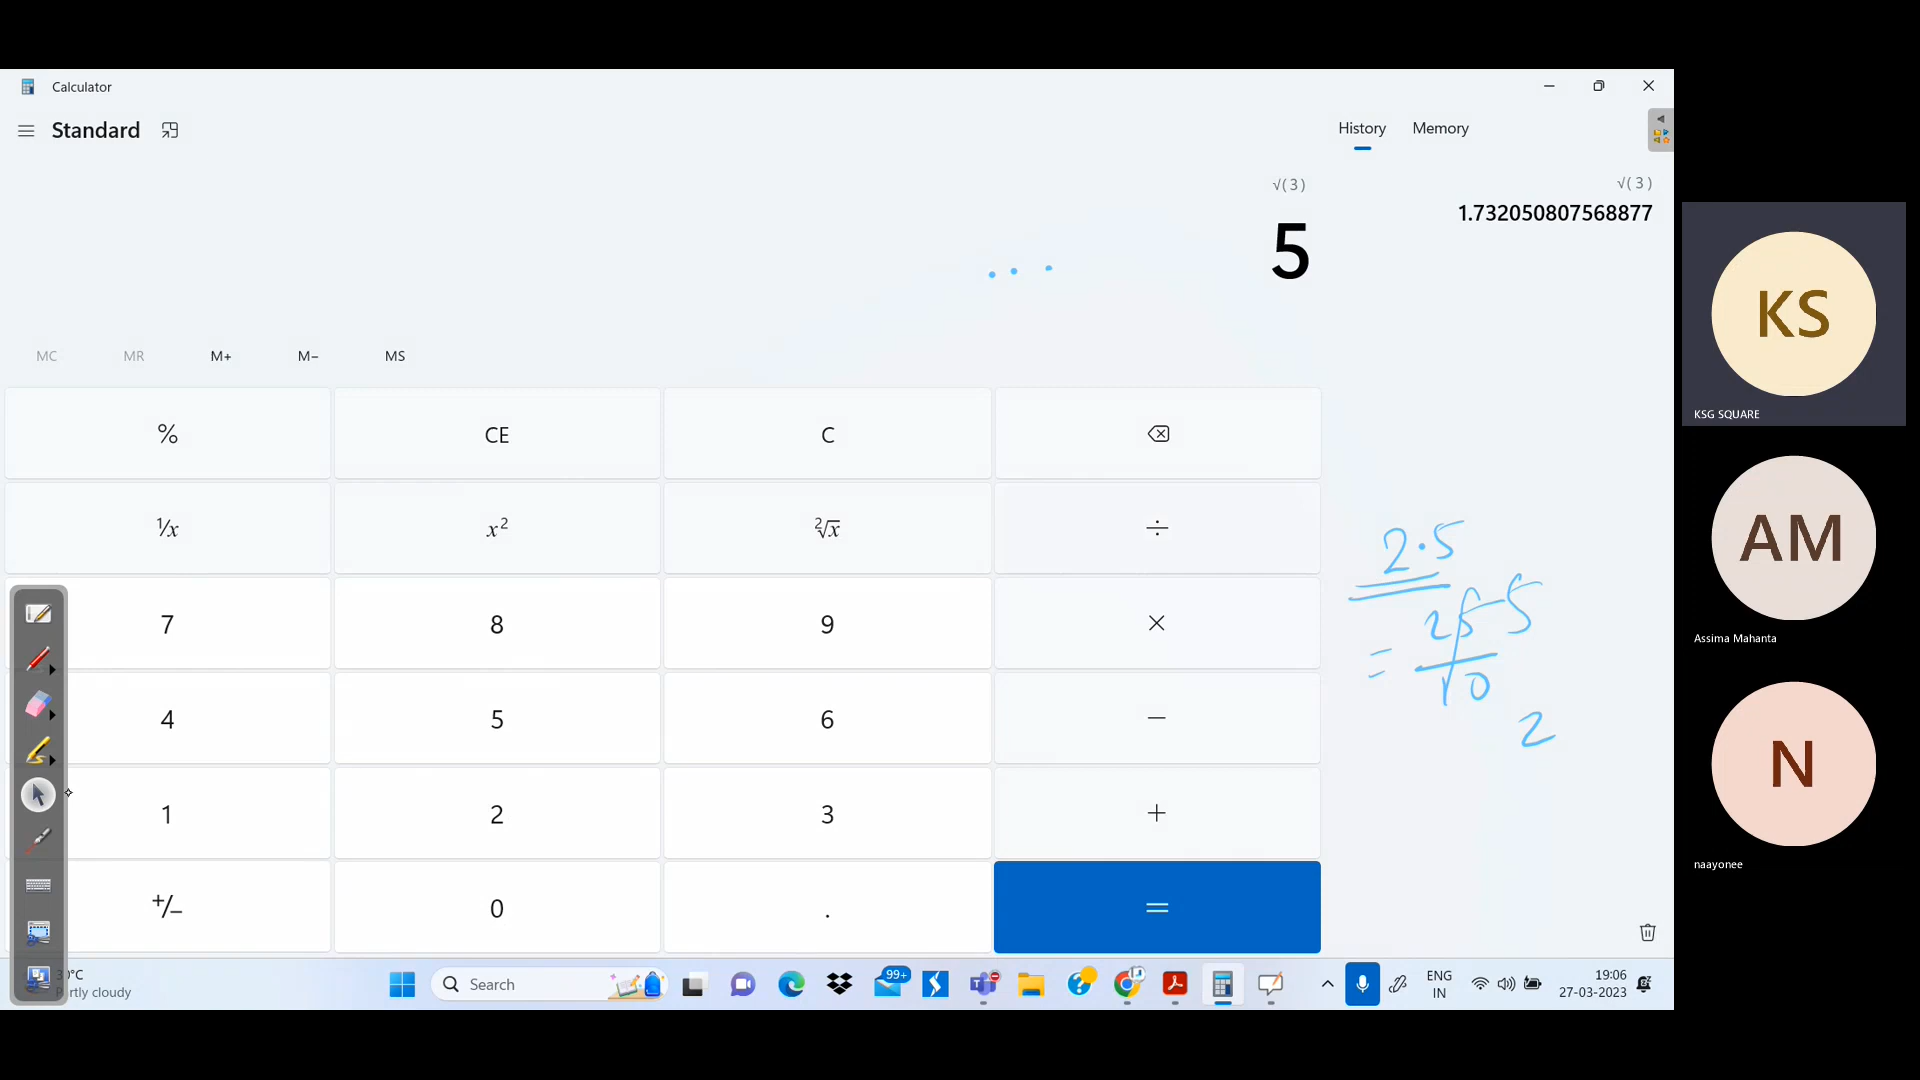 Calculator
Standard
History Memory
√( 3 )
5
√( 3 )
1.732050807568877
MC MR M+ M− MS
% CE C
¹/x x² ²√x ÷
7 8 9 ×
4 5 6 −
1 2 3 +
+/− 0 . =
2.5
= 25 5
10
2
KS
KSG SQUARE
AM
Assima Mahanta
N
naayonee
°C
rtly cloudy
Search
99+
ENG
IN
19:06
27-03-2023